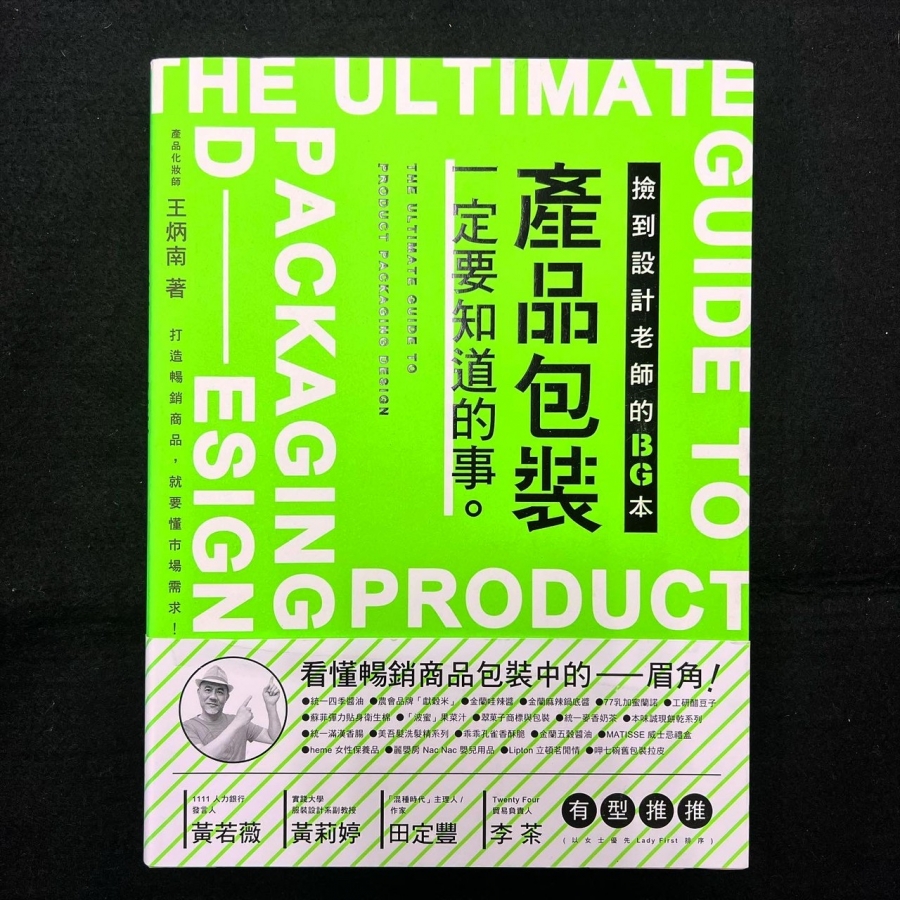 THE ULTIMATE
GUIDE TO
PRODUCT
PACKAGING
D—ESIGN
撿到設計老師的BG本
產品包裝
一定要知道的事。
THE ULTIMATE GUIDE TO
PRODUCT PACKAGING DESIGN
產品化妝師
王炳南 著
打造暢銷商品，就要懂市場需求！
看懂暢銷商品包裝中的——眉角！
●統一四季醬油 ●農會品牌「獻穀米」 ●金蘭哇辣醬 ●金蘭麻辣鍋底醬 ●77乳加蜜蘭諾 ●工研醋豆子
●蘇菲彈力貼身衛生棉 ●「波蜜」果菜汁 ●翠菓子商標與包裝 ●統一麥香奶茶 ●本味誠現餅乾系列
●統一滿漢香腸 ●美吾髮洗髮精系列 ●乖乖孔雀香酥脆 ●金蘭五穀醬油 ●MATISSE 威士忌禮盒
●heme 女性保養品 ●麗嬰房 Nac Nac 嬰兒用品 ●Lipton 立頓茗閒情 ●呷七碗舊包裝拉皮
1111 人力銀行
發言人
黃若薇
實踐大學
服裝設計系副教授
黃莉婷
「混種時代」主理人/
作家
田定豐
Twenty Four
貿易負責人
李 茶
有型推推
(以女士優先 Lady First 順序)